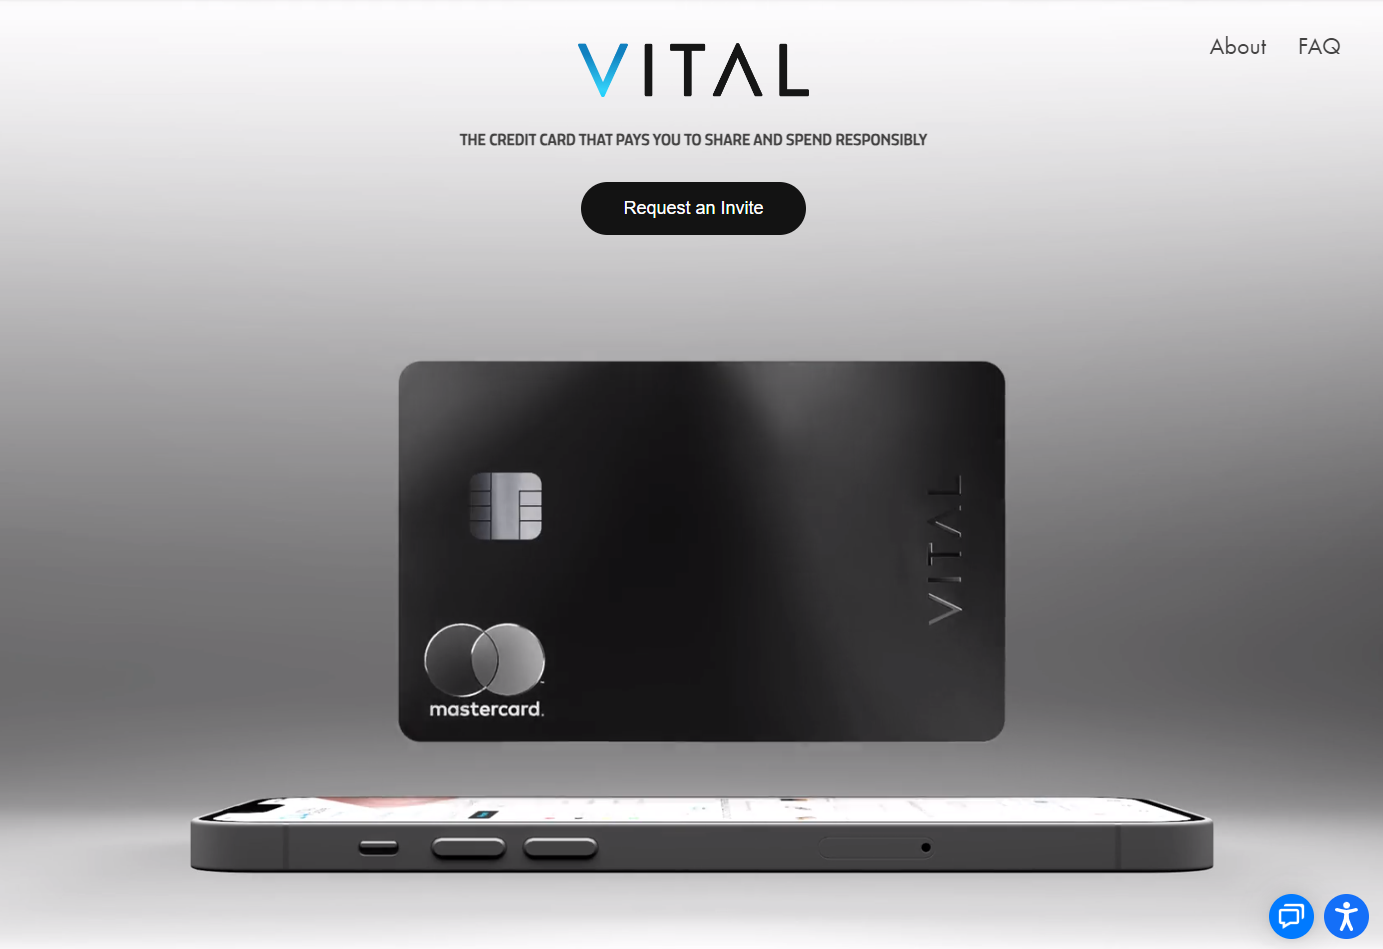 VITAL
About FAQ
THE CREDIT CARD THAT PAYS YOU TO SHARE AND SPEND RESPONSIBLY
Request an Invite
VITAL
mastercard.